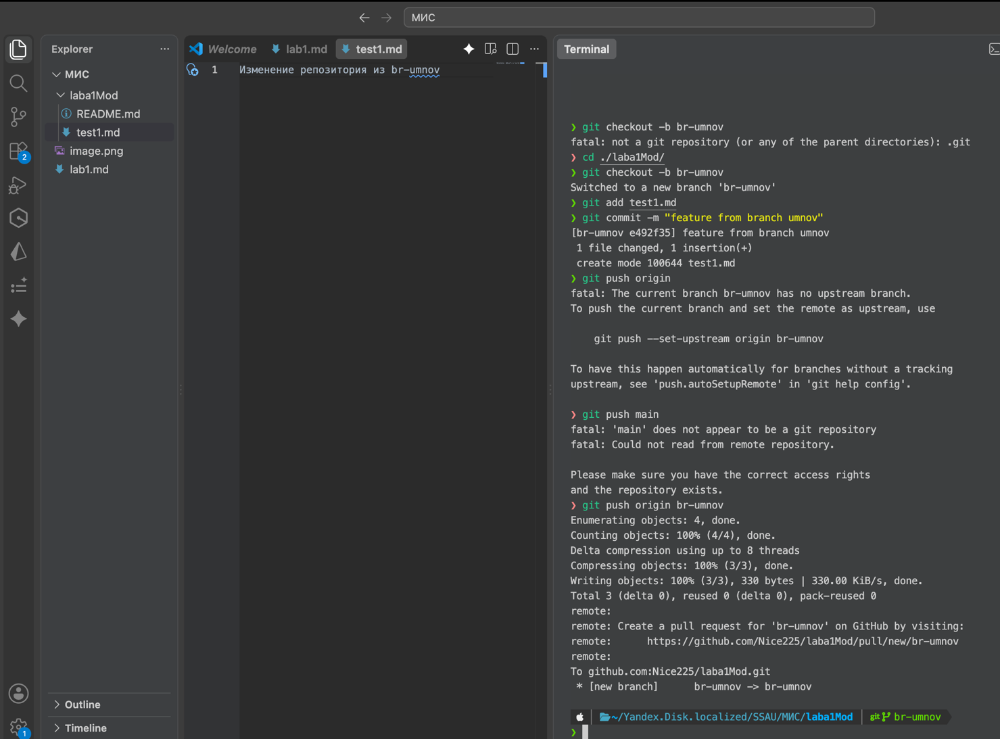 МИС
Explorer
МИС
laba1Mod
README.md
test1.md
image.png
lab1.md
2
Outline
Timeline
1
Welcome
lab1.md
test1.md
1 Изменение репозитория из br-umnov
Terminal
❯ git checkout -b br-umnov
fatal: not a git repository (or any of the parent directories): .git
❯ cd ./laba1Mod/
❯ git checkout -b br-umnov
Switched to a new branch 'br-umnov'
❯ git add test1.md
❯ git commit -m "feature from branch umnov"
[br-umnov e492f35] feature from branch umnov
 1 file changed, 1 insertion(+)
 create mode 100644 test1.md
❯ git push origin
fatal: The current branch br-umnov has no upstream branch.
To push the current branch and set the remote as upstream, use
    git push --set-upstream origin br-umnov
To have this happen automatically for branches without a tracking
upstream, see 'push.autoSetupRemote' in 'git help config'.
❯ git push main
fatal: 'main' does not appear to be a git repository
fatal: Could not read from remote repository.
Please make sure you have the correct access rights
and the repository exists.
❯ git push origin br-umnov
Enumerating objects: 4, done.
Counting objects: 100% (4/4), done.
Delta compression using up to 8 threads
Compressing objects: 100% (3/3), done.
Writing objects: 100% (3/3), 330 bytes | 330.00 KiB/s, done.
Total 3 (delta 0), reused 0 (delta 0), pack-reused 0
remote:
remote: Create a pull request for 'br-umnov' on GitHub by visiting:
remote:      https://github.com/Nice225/laba1Mod/pull/new/br-umnov
remote:
To github.com:Nice225/laba1Mod.git
 * [new branch]      br-umnov -> br-umnov
~/Yandex.Disk.localized/SSAU/МИС/laba1Mod git br-umnov
❯